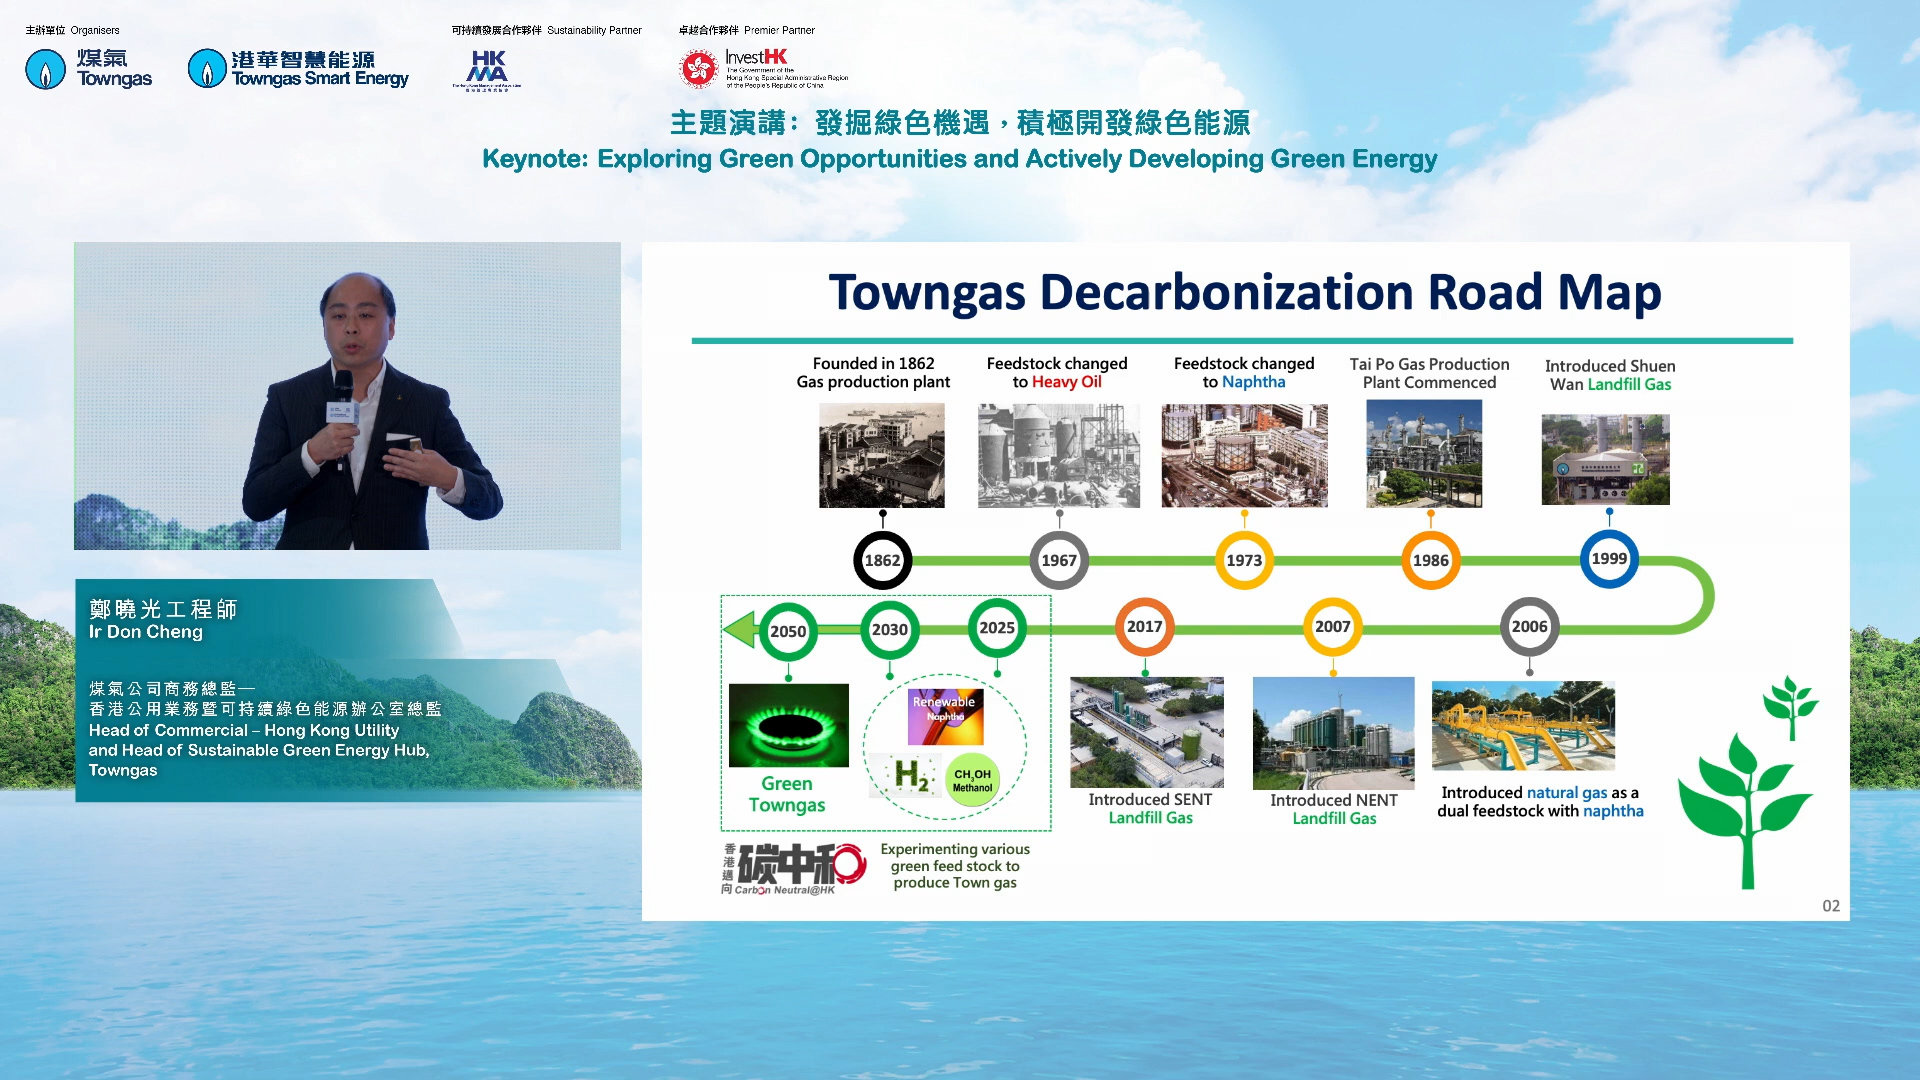 主辦單位 Organisers
煤氣
Towngas
港華智慧能源
Towngas Smart Energy
可持續發展合作夥伴 Sustainability Partner
HK
MA
The Hong Kong Management Association
卓越合作夥伴 Premier Partner
InvestHK
The Government of the
Hong Kong Special Administrative Region
of the People's Republic of China
主題演講：發掘綠色機遇，積極開發綠色能源
Keynote: Exploring Green Opportunities and Actively Developing Green Energy
鄭曉光工程師
Ir Don Cheng
煤氣公司商務總監—
香港公用業務暨可持續綠色能源辦公室總監
Head of Commercial – Hong Kong Utility
and Head of Sustainable Green Energy Hub,
Towngas
Towngas Decarbonization Road Map
Founded in 1862
Gas production plant
Feedstock changed
to Heavy Oil
Feedstock changed
to Naphtha
Tai Po Gas Production
Plant Commenced
Introduced Shuen
Wan Landfill Gas
1862
1967
1973
1986
1999
2050
2030
2025
2017
2007
2006
Green
Towngas
Renewable
Naphtha
H2
CH3OH
Methanol
Introduced SENT
Landfill Gas
Introduced NENT
Landfill Gas
Introduced natural gas as a
dual feedstock with naphtha
香港邁向
碳中和
Carbon Neutral@HK
Experimenting various
green feed stock to
produce Town gas
02